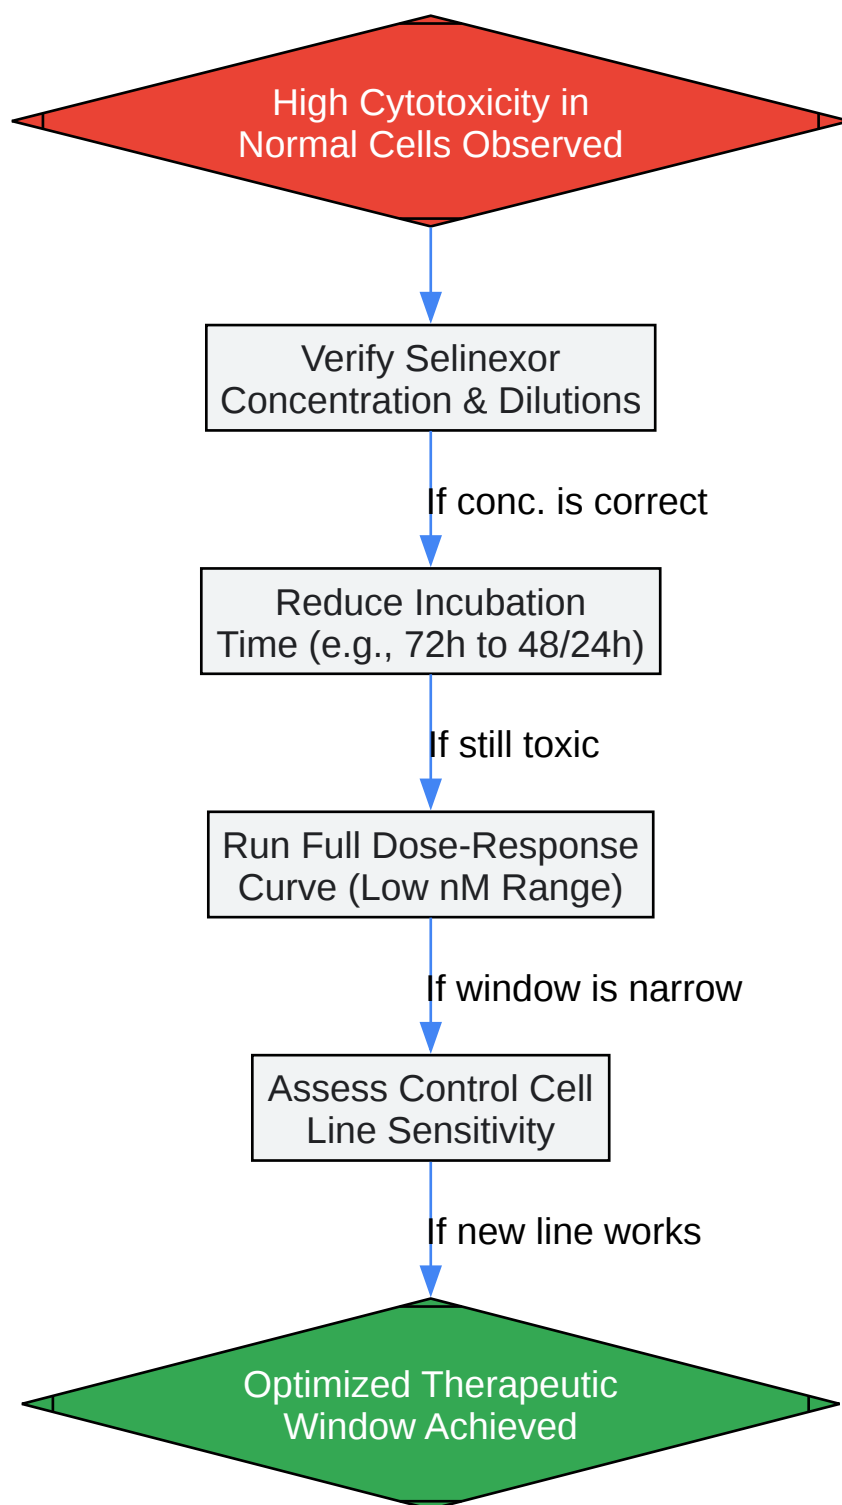 High Cytotoxicity in
Normal Cells Observed
Verify Selinexor
Concentration & Dilutions
If conc. is correct
Reduce Incubation
Time (e.g., 72h to 48/24h)
If still toxic
Run Full Dose-Response
Curve (Low nM Range)
If window is narrow
Assess Control Cell
Line Sensitivity
If new line works
Optimized Therapeutic
Window Achieved